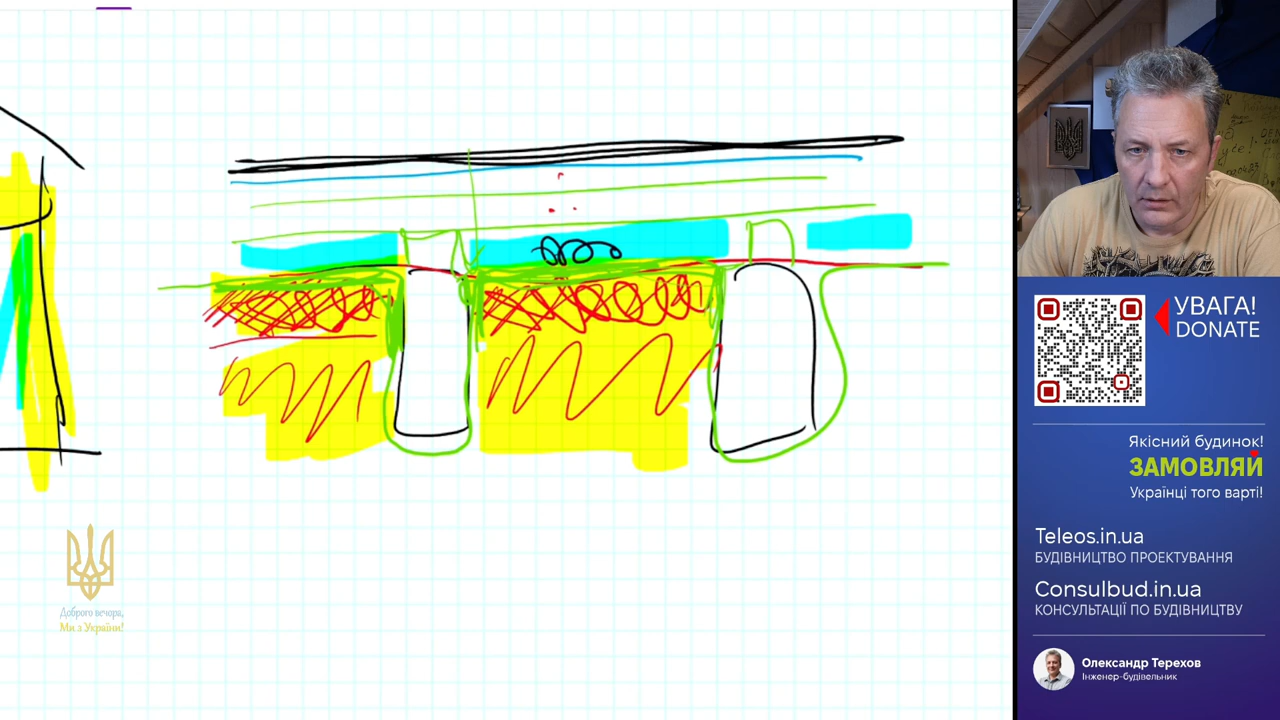 УВАГА!
DONATE
Якісний будинок!
ЗАМОВЛЯЙ
Українці того варті!
Teleos.in.ua
БУДІВНИЦТВО ПРОЕКТУВАННЯ
Consulbud.in.ua
КОНСУЛЬТАЦІЇ ПО БУДІВНИЦТВУ
Олександр Терехов
Інженер-будівельник
Доброго вечора,
Ми з України!